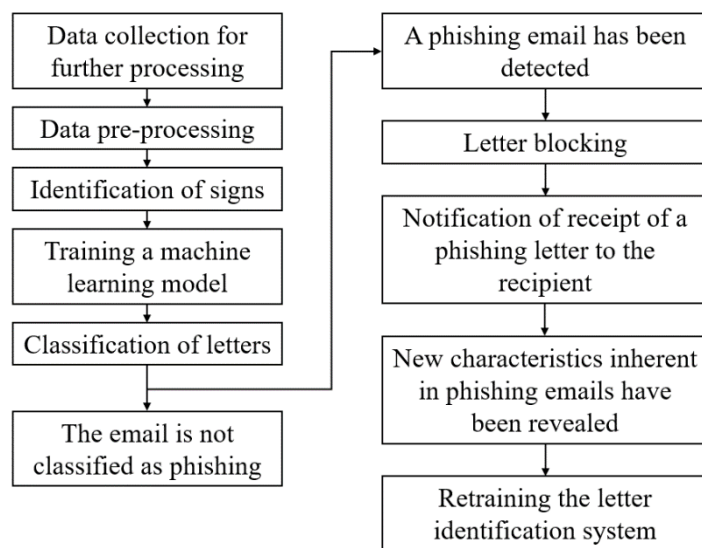 Data collection for
further processing
Data pre-processing
Identification of signs
Training a machine
learning model
Classification of letters
The email is not
classified as phishing
A phishing email has been
detected
Letter blocking
Notification of receipt of a
phishing letter to the
recipient
New characteristics inherent
in phishing emails have
been revealed
Retraining the letter
identification system